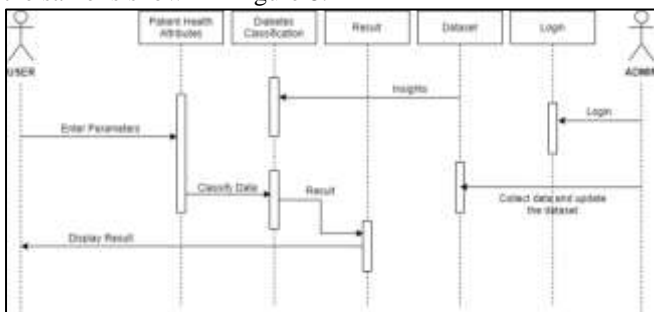 Patient Health
Attributes
Diabetes
Classification
Result
Dataset
Login
USER
ADMIN
Insights
Login
Enter Parameters
Classify Data
Result
Collect data and update
the dataset
Display Result